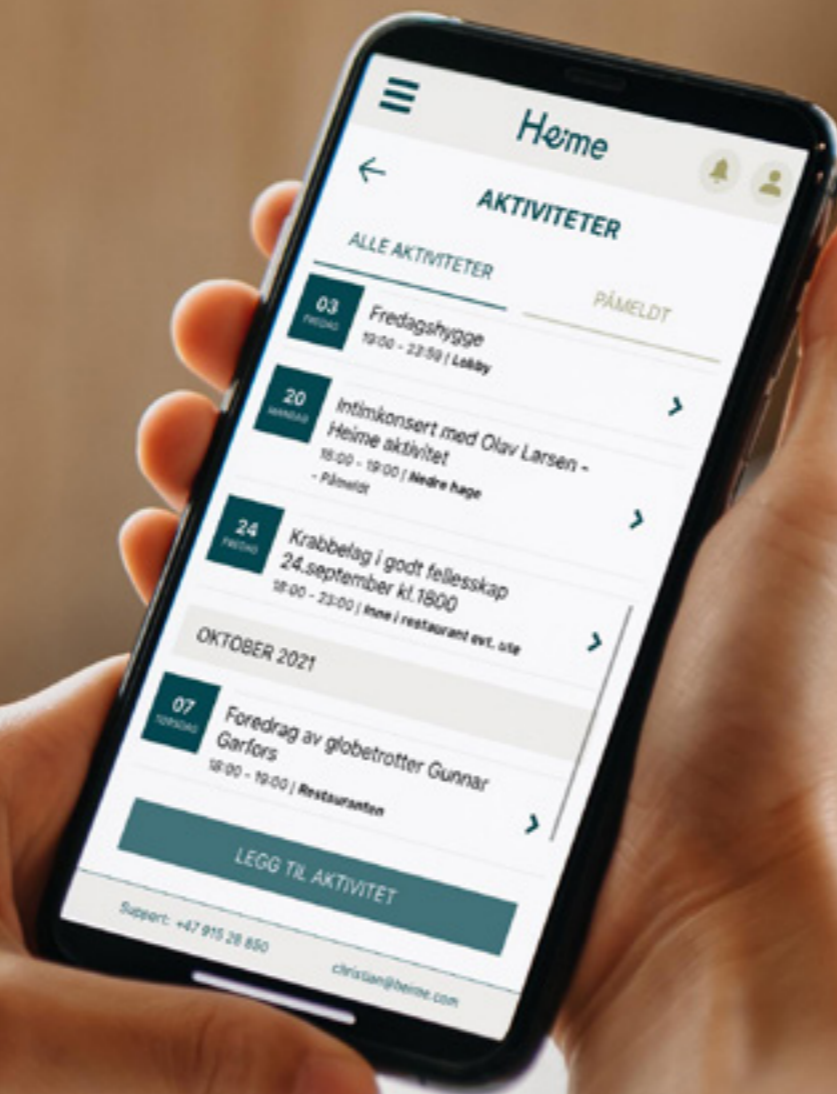 Heime
AKTIVITETER
ALLE AKTIVITETER
PÅMELDT
03
FREDAG
Fredagshygge
19:00 - 23:59 | Lobby
20
MANDAG
Intimkonsert med Olav Larsen -
Heime aktivitet
18:00 - 19:00 | Nedre hage
- Påmeldt
24
FREDAG
Krabbelag i godt fellesskap
24.september kl.1800
18:00 - 23:00 | Inne i restaurant evt. ute
OKTOBER 2021
07
TORSDAG
Foredrag av globetrotter Gunnar
Garfors
18:00 - 19:00 | Restauranten
LEGG TIL AKTIVITET
Support: +47 915 28 850
christian@heime.com